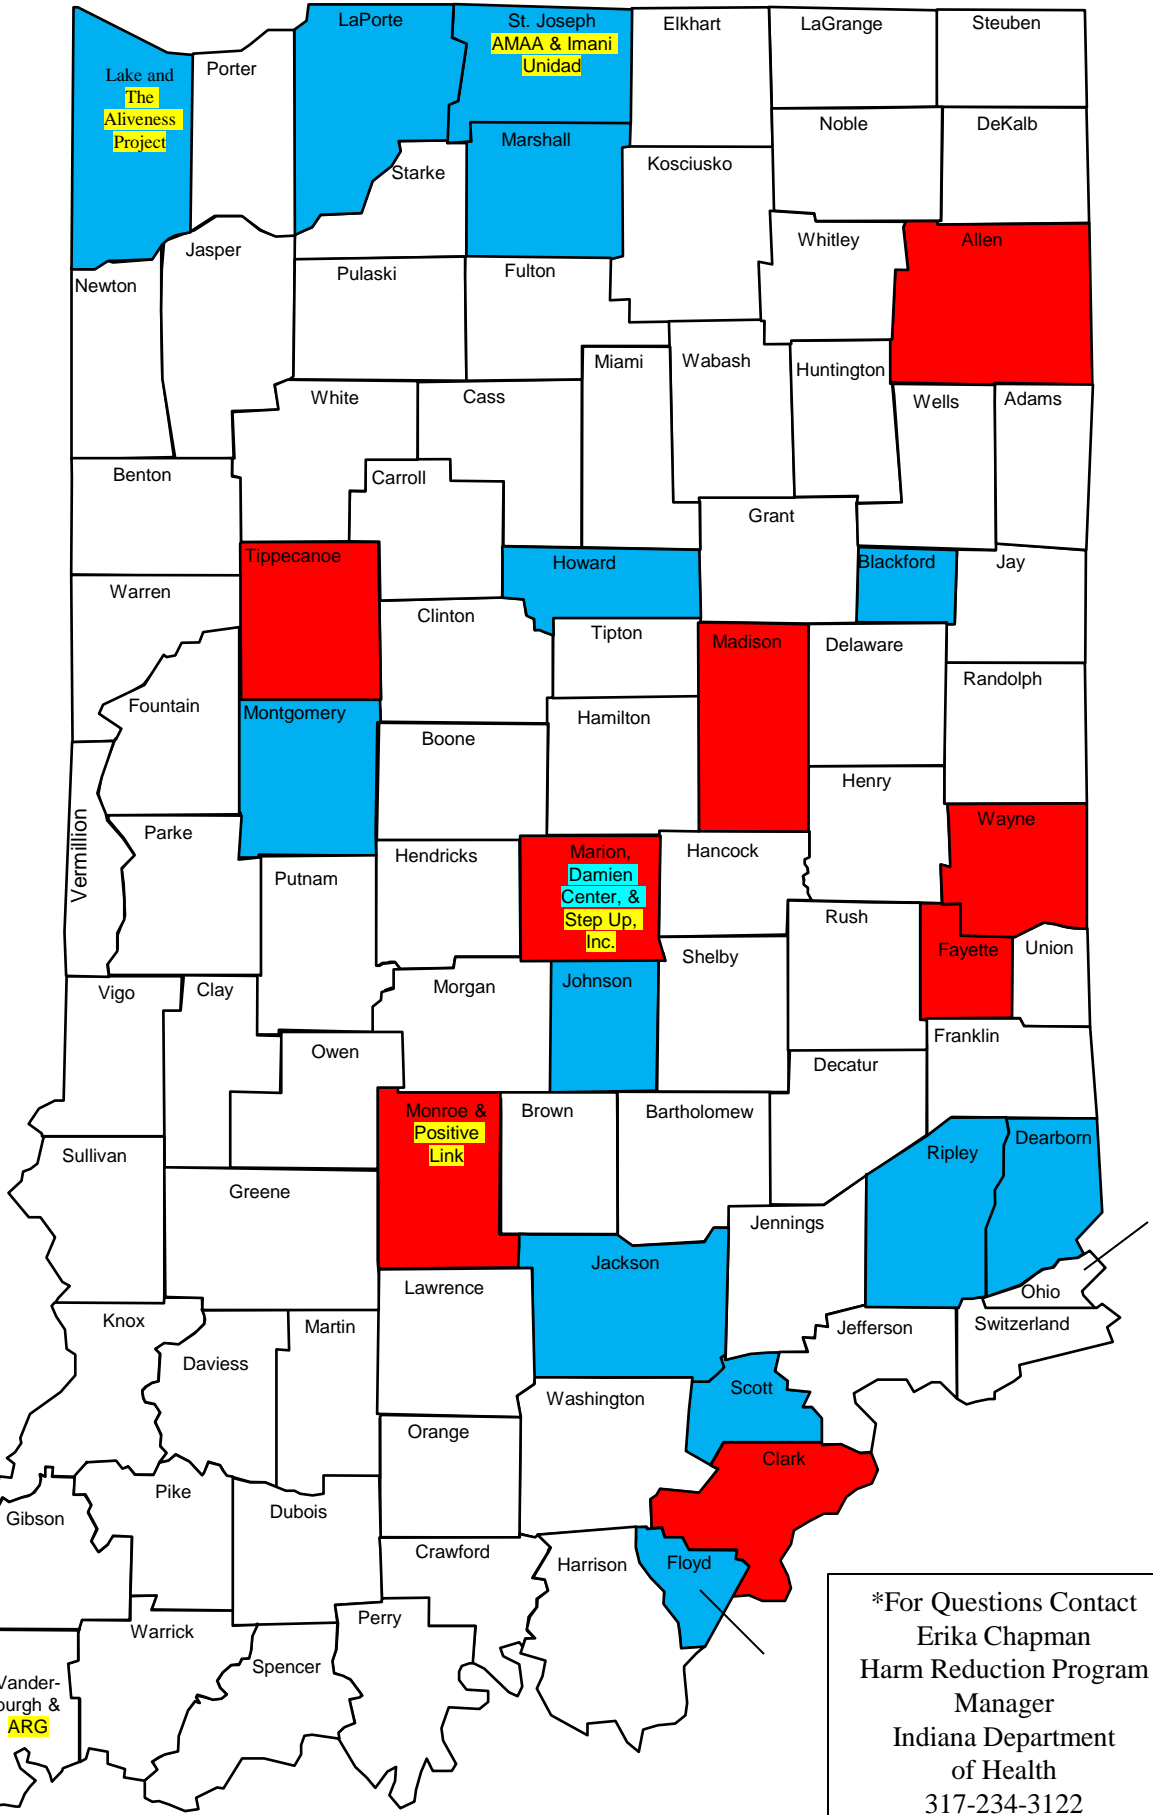 LaPorte
St. Joseph
AMAA & Imani
Unidad
Elkhart
LaGrange
Steuben
Lake and
The
Aliveness
Project
Porter
Noble
DeKalb
Marshall
Starke
Kosciusko
Jasper
Whitley
Allen
Newton
Pulaski
Fulton
Miami
Wabash
Huntington
White
Cass
Wells
Adams
Benton
Carroll
Grant
Tippecanoe
Howard
Blackford
Jay
Warren
Clinton
Tipton
Madison
Delaware
Randolph
Fountain
Montgomery
Hamilton
Boone
Henry
Vermillion
Parke
Wayne
Hendricks
Marion,
Damien
Center, &
Step Up,
Inc.
Hancock
Putnam
Rush
Fayette
Union
Shelby
Vigo
Clay
Morgan
Johnson
Owen
Franklin
Decatur
Monroe &
Positive
Link
Brown
Bartholomew
Sullivan
Ripley
Dearborn
Greene
Jennings
Jackson
Lawrence
Ohio
Knox
Martin
Jefferson
Switzerland
Daviess
Scott
Washington
Orange
Clark
Pike
Gibson
Dubois
Crawford
Harrison
Floyd
Perry
Warrick
Spencer
Vander-
burgh &
ARG
*For Questions Contact
Erika Chapman
Harm Reduction Program
Manager
Indiana Department
of Health
317-234-3122